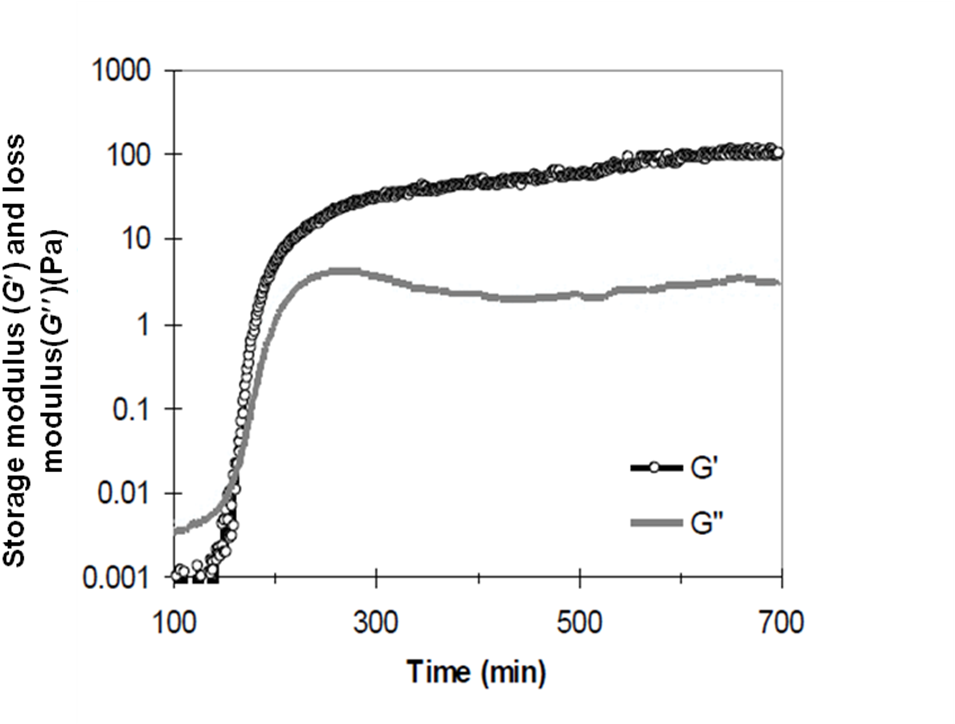 Storage modulus (G′) and loss
modulus(G′′)(Pa)
1000
100
10
1
0.1
0.01
0.001
100
300
500
700
Time (min)
G'
G"